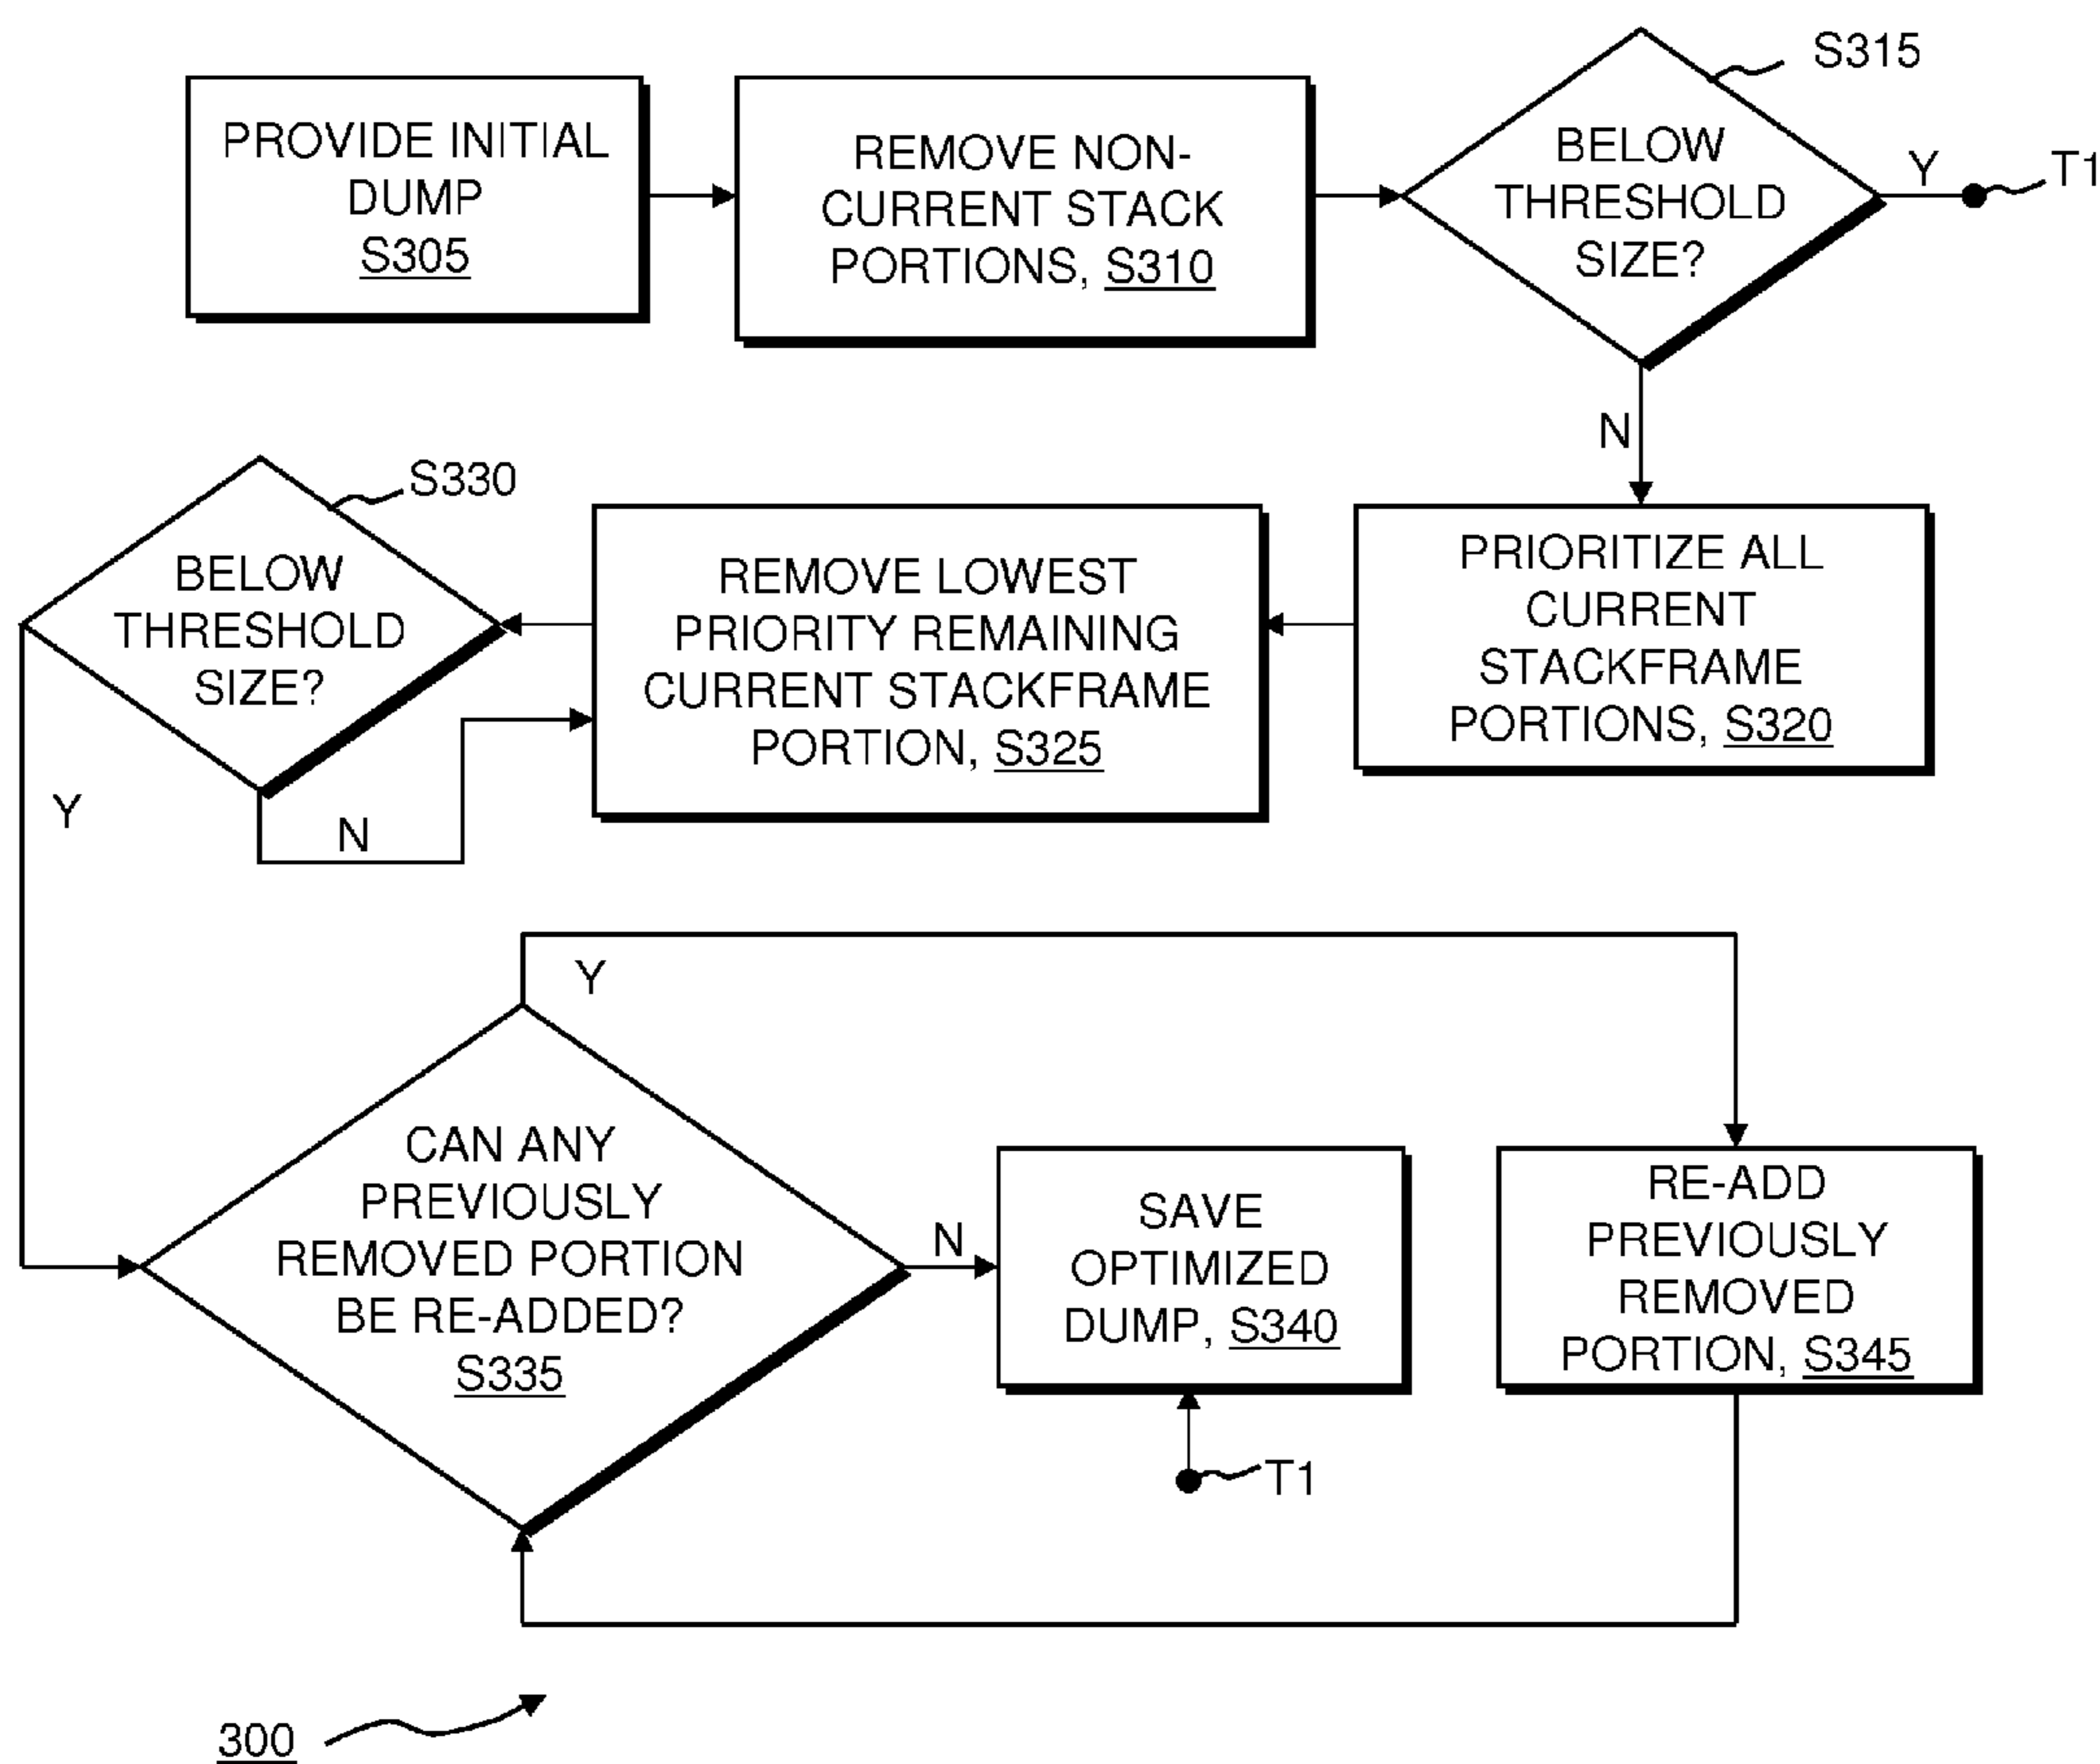 PROVIDE INITIAL
DUMP
S305
REMOVE NON-
CURRENT STACK
PORTIONS, S310
S315
BELOW
THRESHOLD
SIZE?
Y
T1
N
S330
BELOW
THRESHOLD
SIZE?
REMOVE LOWEST
PRIORITY REMAINING
CURRENT STACKFRAME
PORTION, S325
PRIORITIZE ALL
CURRENT
STACKFRAME
PORTIONS, S320
Y
N
Y
CAN ANY
PREVIOUSLY
REMOVED PORTION
BE RE-ADDED?
S335
N
SAVE
OPTIMIZED
DUMP, S340
RE-ADD
PREVIOUSLY
REMOVED
PORTION, S345
T1
300